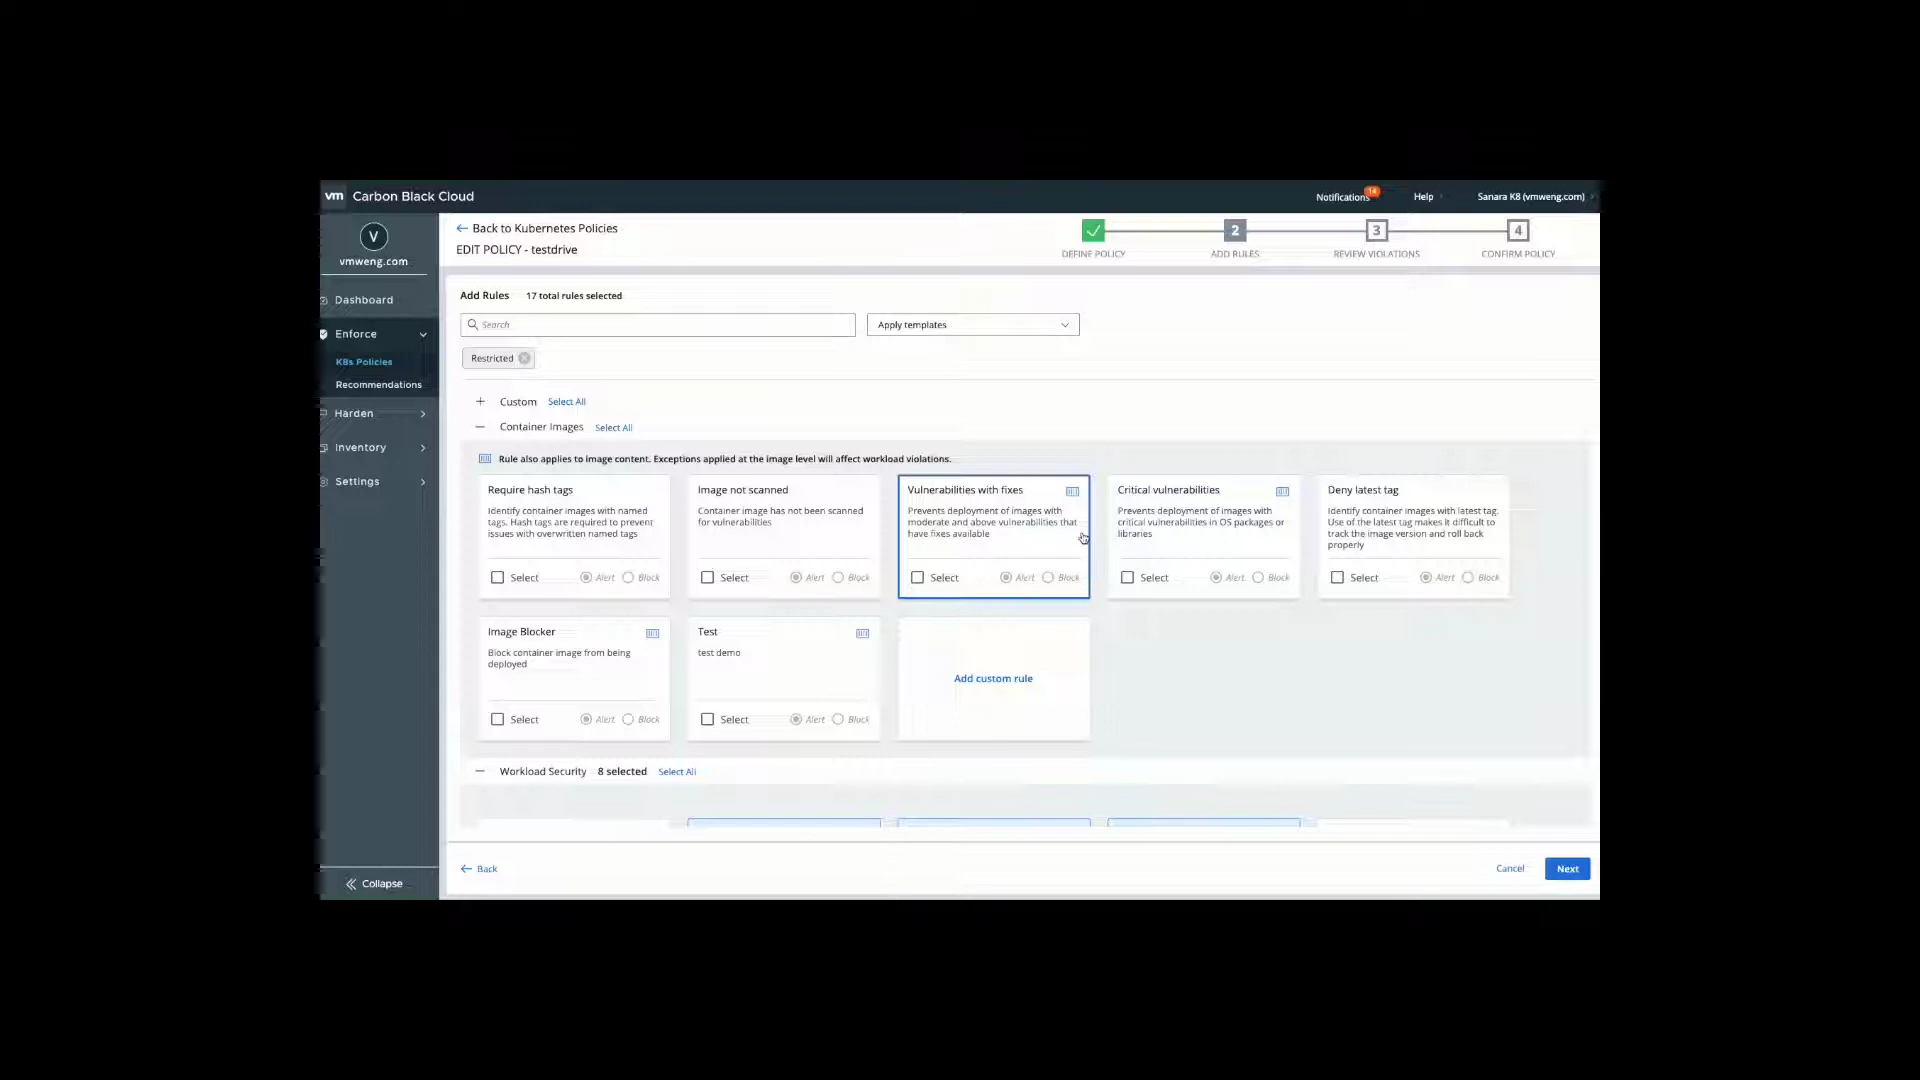 vm Carbon Black Cloud
Notifications 14 Help Sanara K8 (vmweng.com)
V
vmweng.com
Dashboard
Enforce
K8s Policies
Recommendations
Harden
Inventory
Settings
Collapse
Back to Kubernetes Policies
EDIT POLICY - testdrive
2 3 4
DEFINE POLICY ADD RULES REVIEW VIOLATIONS CONFIRM POLICY
Add Rules 17 total rules selected
Search Apply templates
Restricted
Custom Select All
Container Images Select All
Rule also applies to image content. Exceptions applied at the image level will affect workload violations.
Require hash tags
Identify container images with named
tags. Hash tags are required to prevent
issues with overwritten named tags
Select Alert Block
Image not scanned
Container image has not been scanned
for vulnerabilities
Select Alert Block
Vulnerabilities with fixes
Prevents deployment of images with
moderate and above vulnerabilities that
have fixes available
Select Alert Block
Critical vulnerabilities
Prevents deployment of images with
critical vulnerabilities in OS packages or
libraries
Select Alert Block
Deny latest tag
Identify container images with latest tag.
Use of the latest tag makes it difficult to
track the image version and roll back
properly
Select Alert Block
Image Blocker
Block container image from being
deployed
Select Alert Block
Test
test demo
Select Alert Block
Add custom rule
Workload Security 8 selected Select All
Back Cancel Next